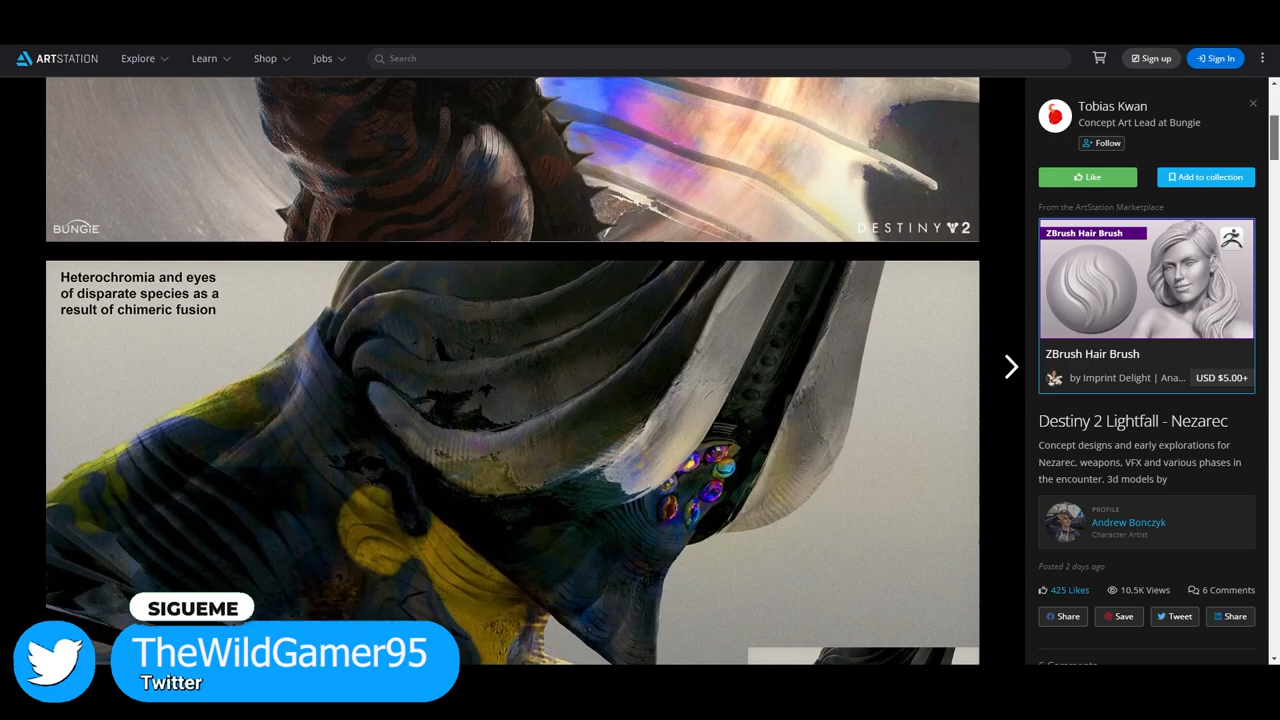 ARTSTATION
Explore
Learn
Shop
Jobs
Search
Sign up
Sign In
BUNGIE
DESTINY 2
Heterochromia and eyes
of disparate species as a
result of chimeric fusion
Tobias Kwan
Concept Art Lead at Bungie
Follow
Like
Add to collection
From the ArtStation Marketplace
ZBrush Hair Brush
ZBrush Hair Brush
by Imprint Delight | Ana...
USD $5.00+
Destiny 2 Lightfall - Nezarec
Concept designs and early explorations for
Nezarec, weapons, VFX and various phases in
the encounter. 3d models by
PROFILE
Andrew Bonczyk
Character Artist
Posted 2 days ago
425 Likes
10.5K Views
6 Comments
Share
Save
Tweet
Share
SIGUEME
TheWildGamer95
Twitter